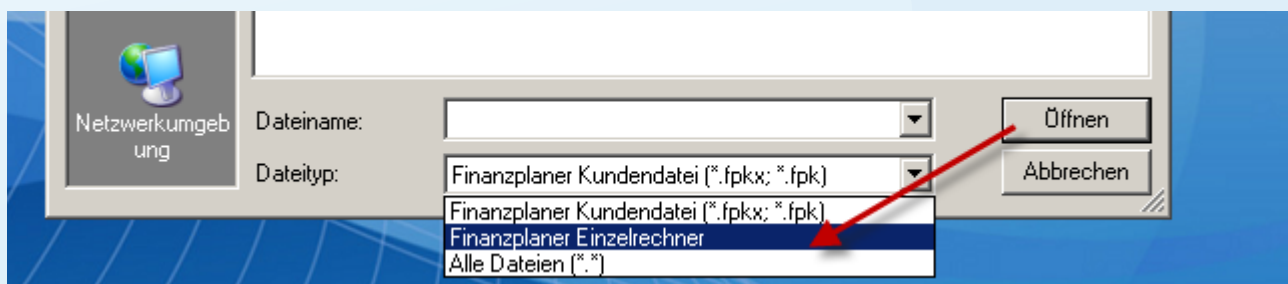 Netzwerkumgeb
ung
Dateiname:
Öffnen
Dateityp:
Finanzplaner Kundendatei (*.fpkx; *.fpk)
Abbrechen
Finanzplaner Kundendatei (*.fpkx; *.fpk)
Finanzplaner Einzelrechner
Alle Dateien (*.*)